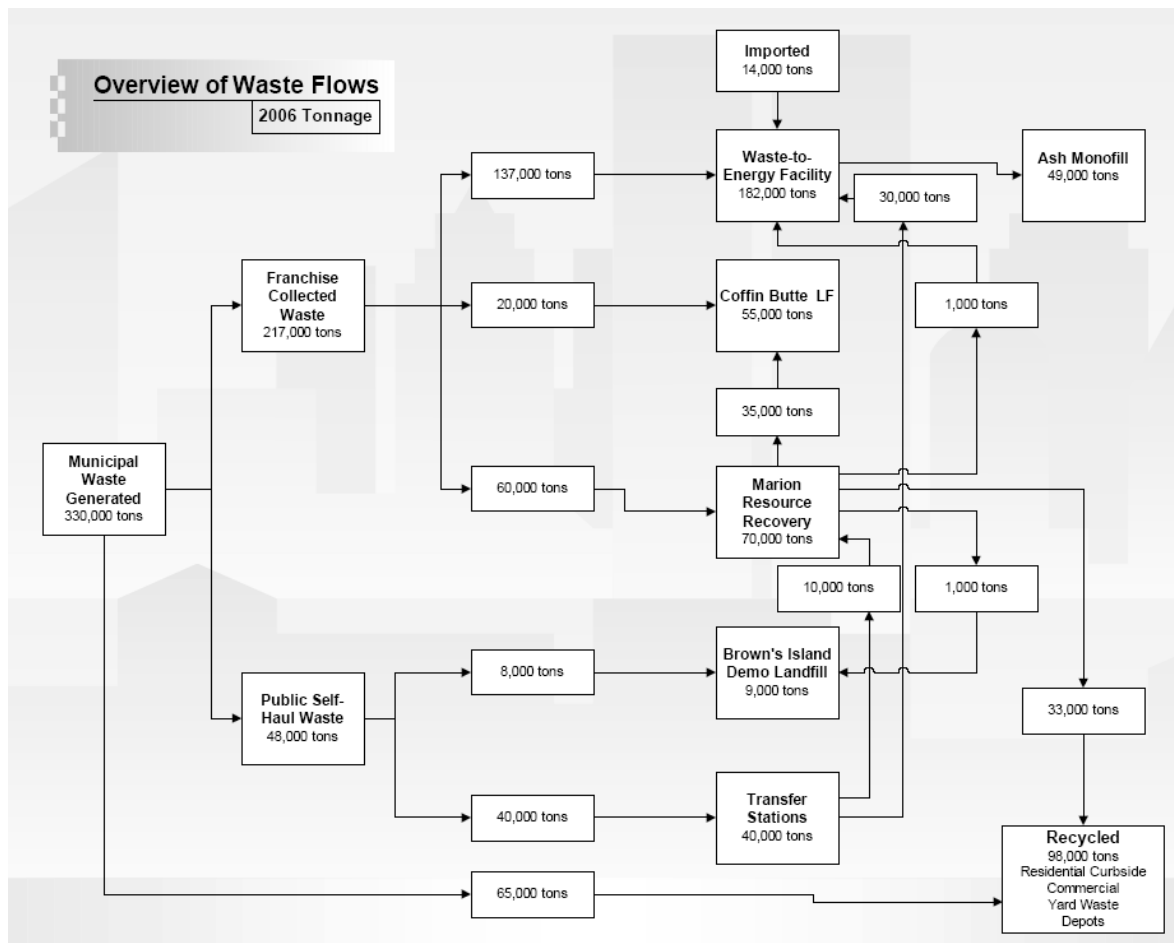 Overview of Waste Flows
2006 Tonnage
Imported
14,000 tons
137,000 tons
Waste-to-
Energy Facility
182,000 tons
Ash Monofill
49,000 tons
30,000 tons
Franchise
Collected
Waste
217,000 tons
20,000 tons
Coffin Butte LF
55,000 tons
1,000 tons
35,000 tons
Municipal
Waste
Generated
330,000 tons
60,000 tons
Marion
Resource
Recovery
70,000 tons
10,000 tons
1,000 tons
Public Self-
Haul Waste
48,000 tons
8,000 tons
Brown's Island
Demo Landfill
9,000 tons
33,000 tons
40,000 tons
Transfer
Stations
40,000 tons
65,000 tons
Recycled
98,000 tons
Residential Curbside
Commercial
Yard Waste
Depots